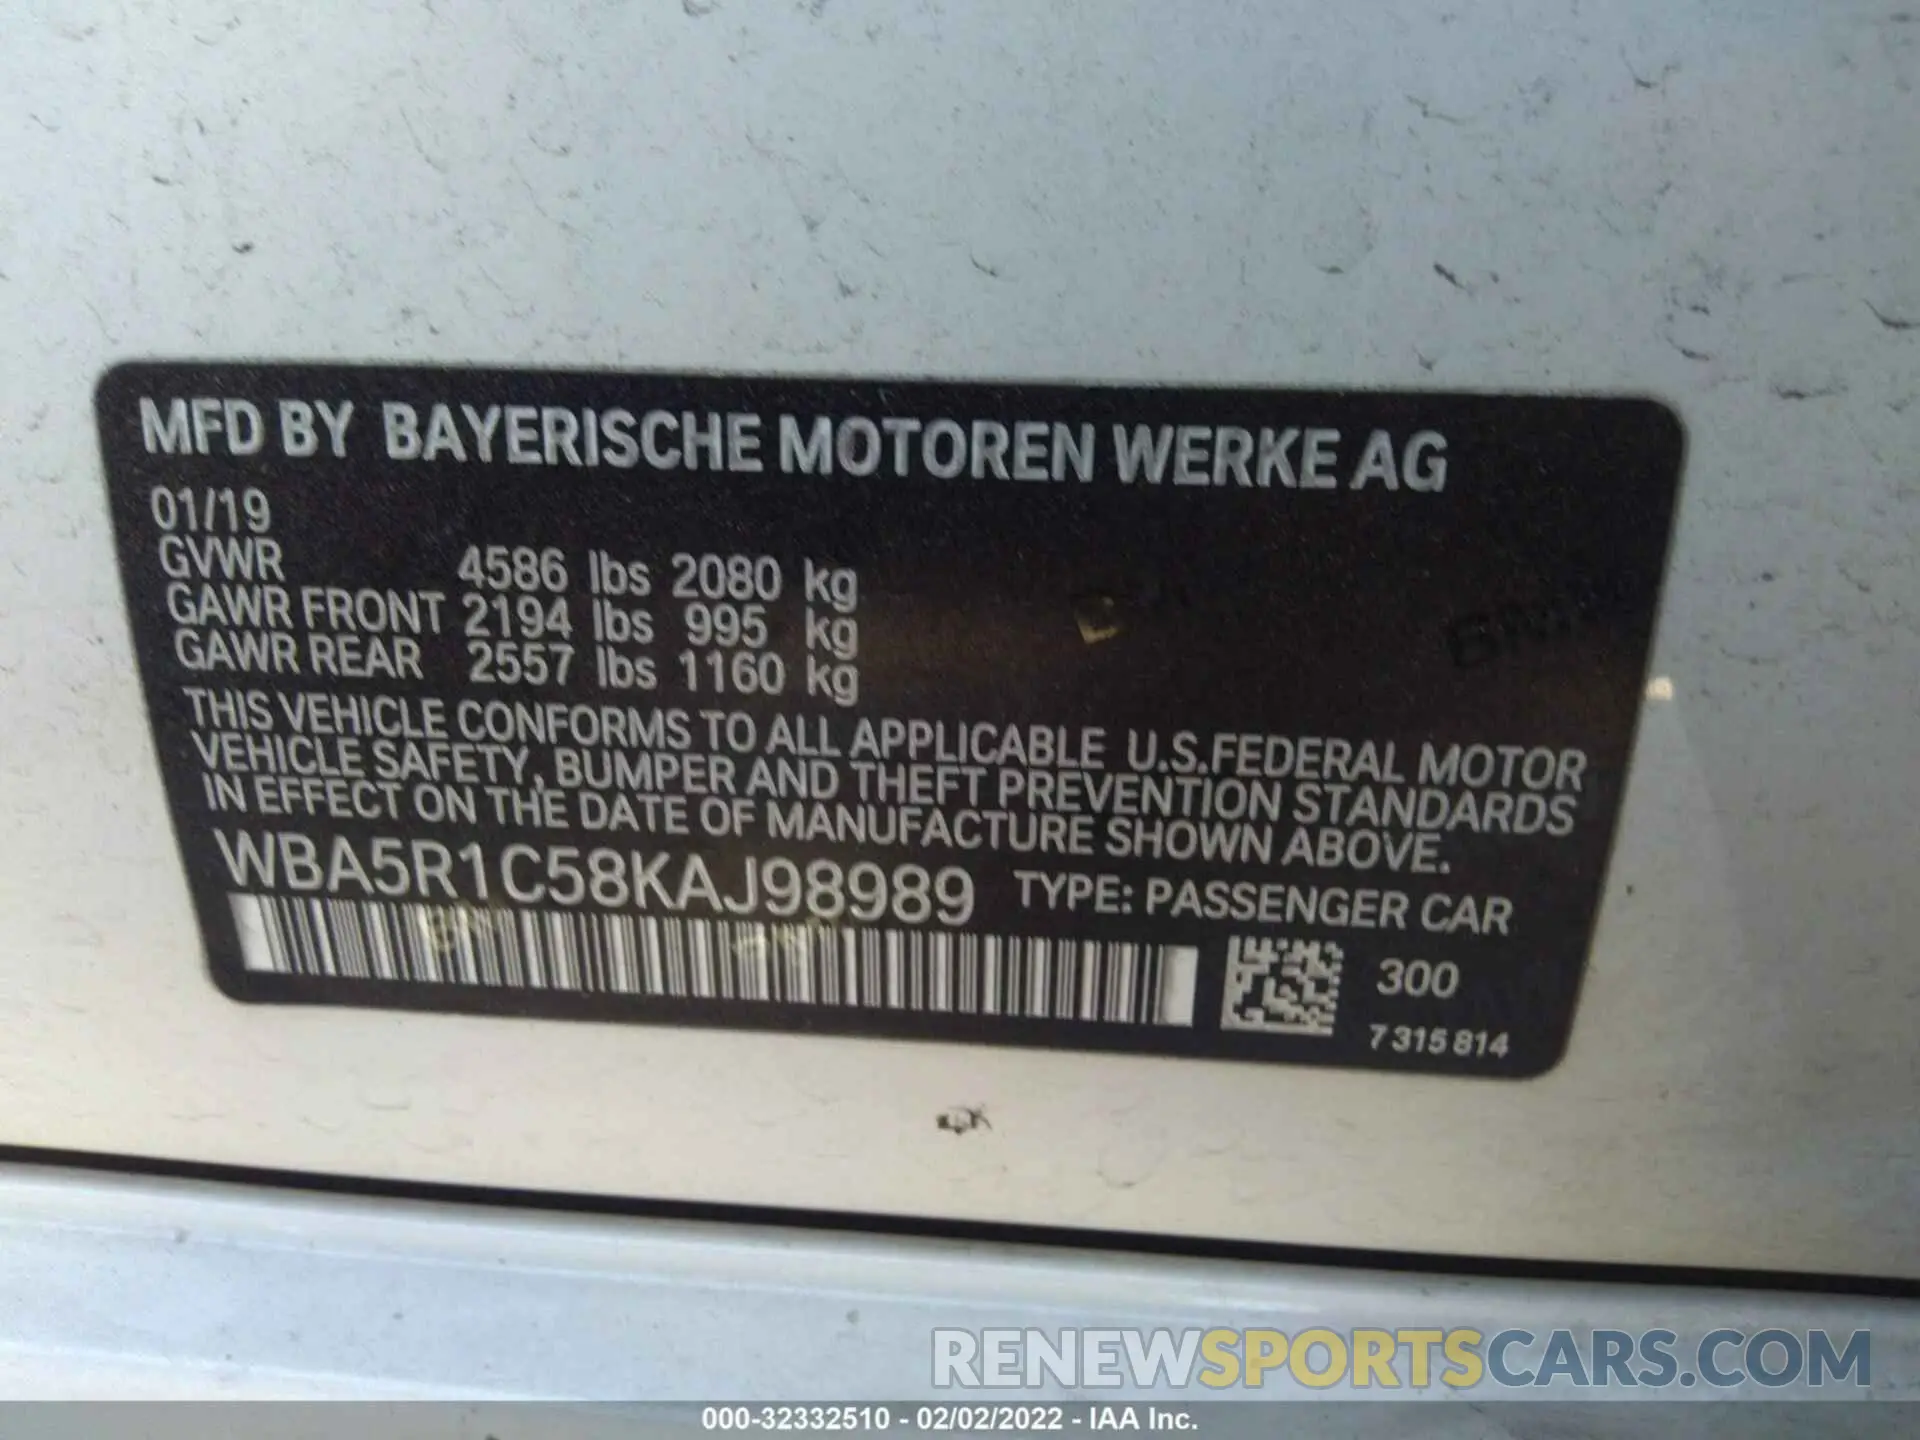 MFD BY BAYERISCHE MOTOREN WERKE AG
01/19
GVWR 4586 lbs 2080 kg
GAWR FRONT 2194 lbs 995 kg
GAWR REAR 2557 lbs 1160 kg
THIS VEHICLE CONFORMS TO ALL APPLICABLE U.S.FEDERAL MOTOR
VEHICLE SAFETY, BUMPER AND THEFT PREVENTION STANDARDS
IN EFFECT ON THE DATE OF MANUFACTURE SHOWN ABOVE.
WBA5R1C58KAJ98989 TYPE: PASSENGER CAR
300
7 315 814
RENEWSPORTSCARS.COM
000-32332510 - 02/02/2022 - IAA Inc.